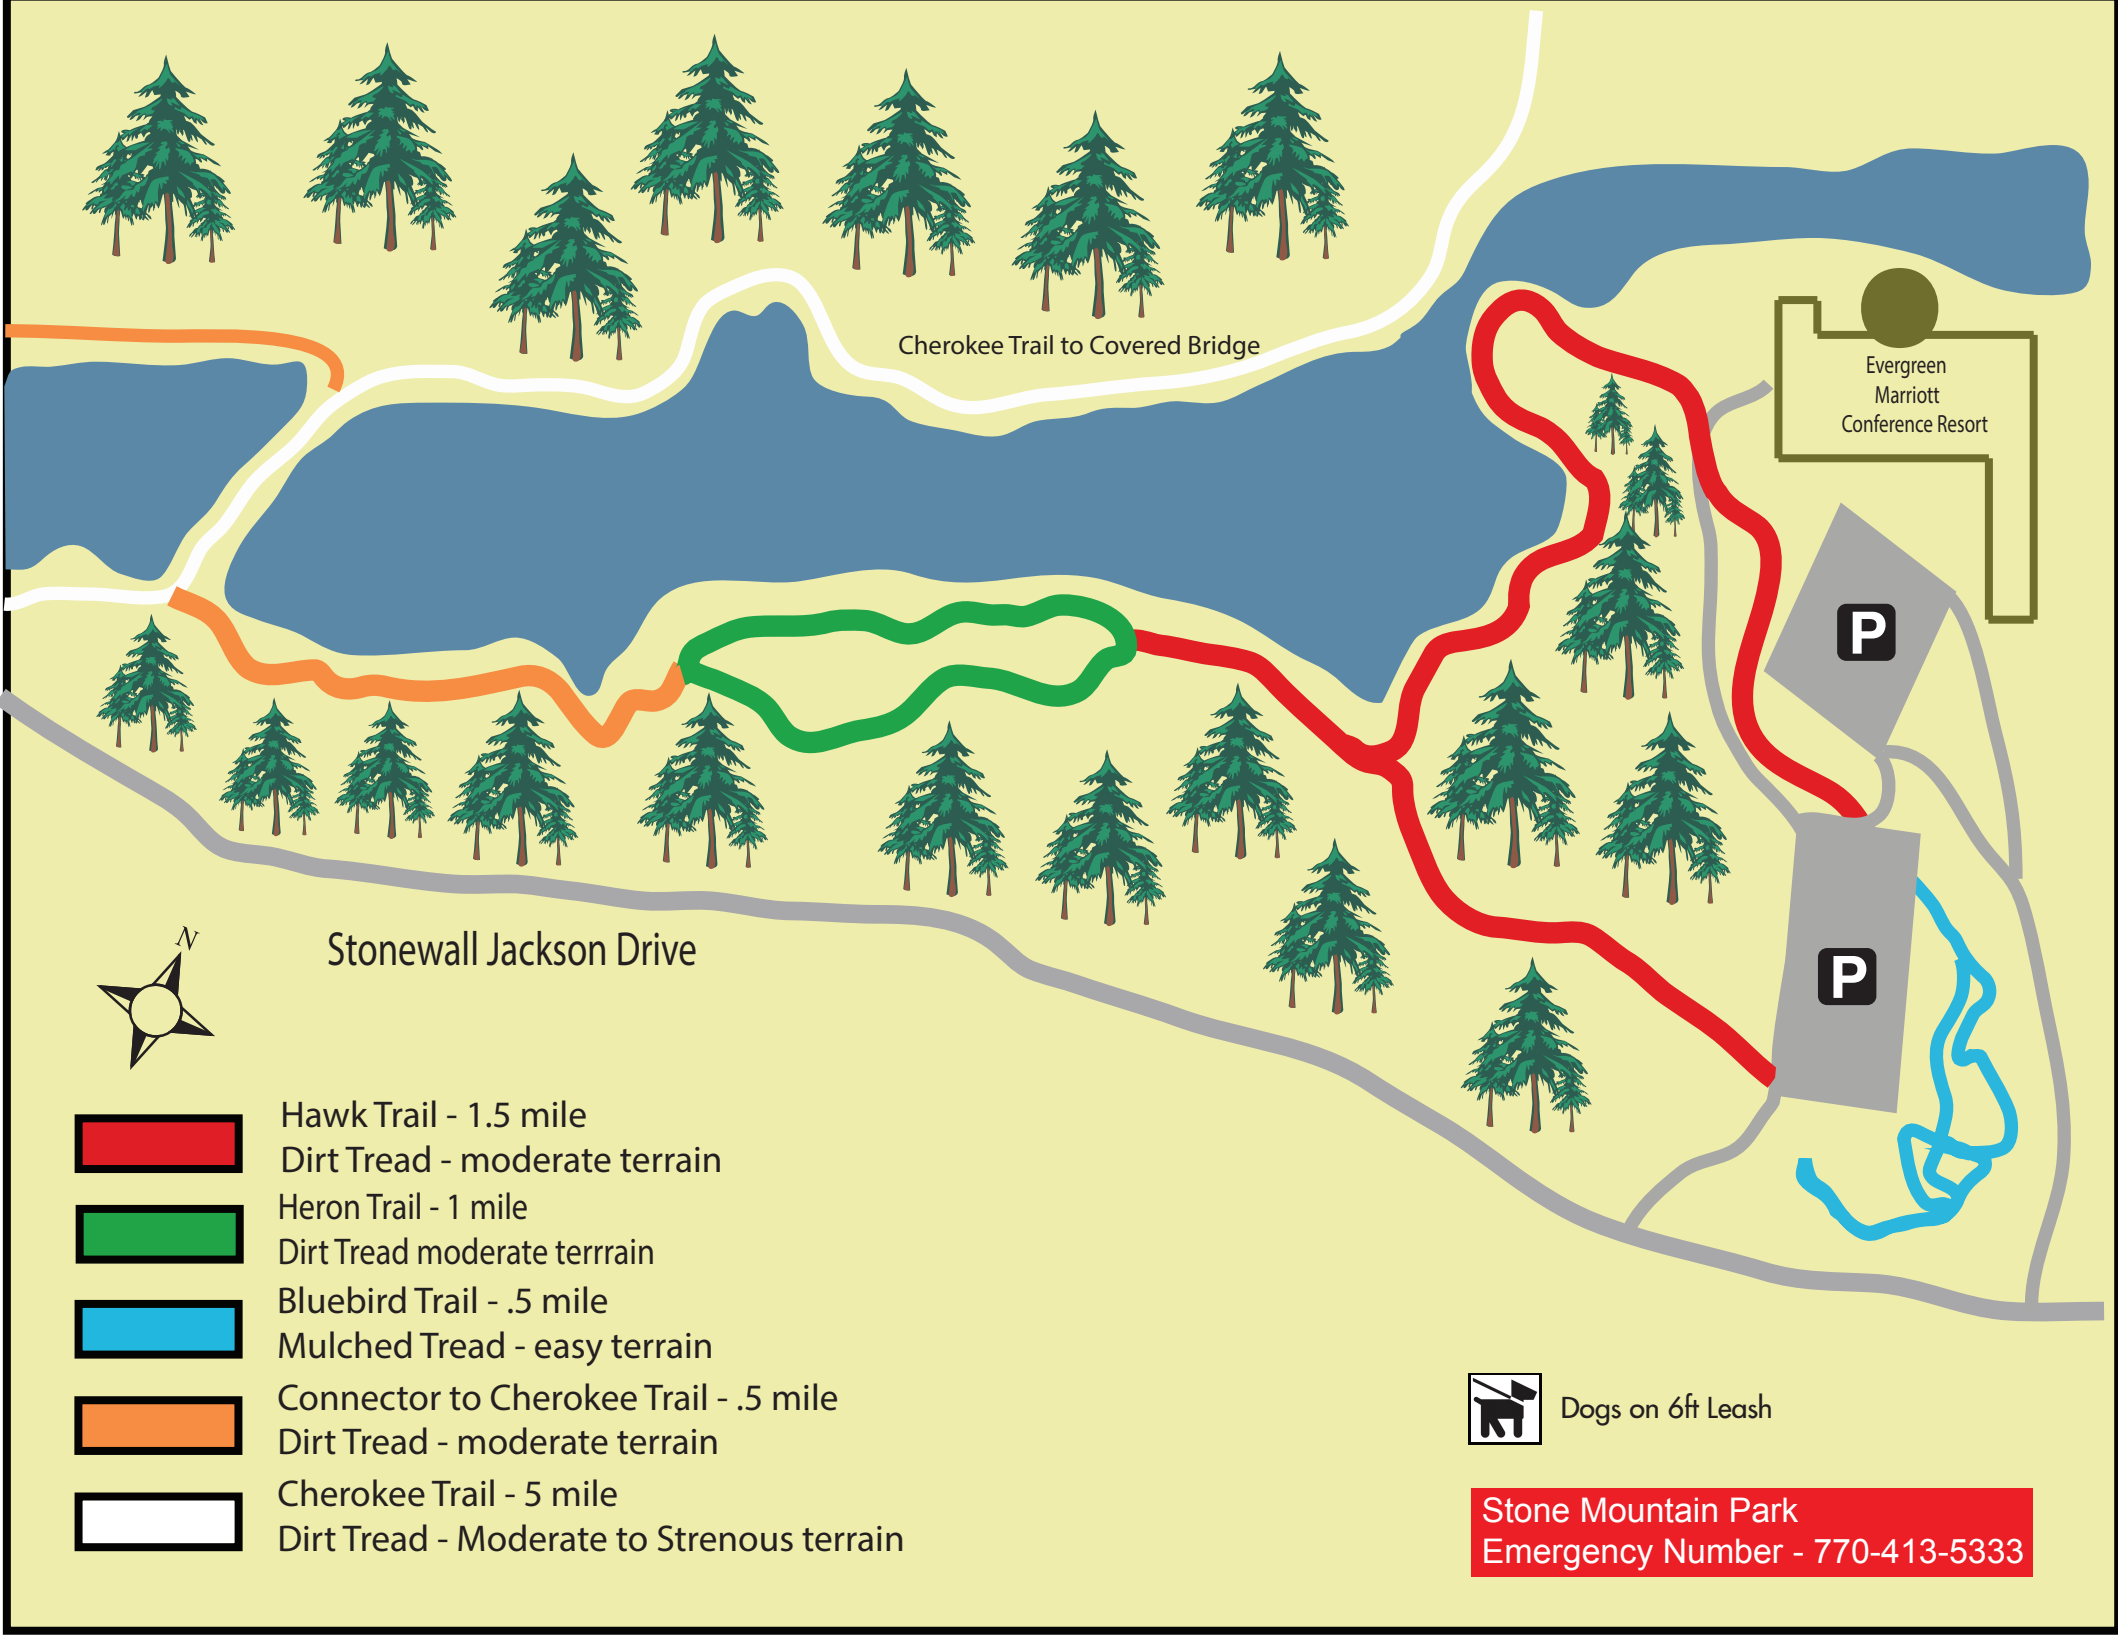 Cherokee Trail to Covered Bridge
Evergreen
Marriott
Conference Resort
P
P
N
Stonewall Jackson Drive
Hawk Trail - 1.5 mile
Dirt Tread - moderate terrain
Heron Trail - 1 mile
Dirt Tread moderate terrrain
Bluebird Trail - .5 mile
Mulched Tread - easy terrain
Connector to Cherokee Trail - .5 mile
Dirt Tread - moderate terrain
Cherokee Trail - 5 mile
Dirt Tread - Moderate to Strenous terrain
Dogs on 6ft Leash
Stone Mountain Park
Emergency Number - 770-413-5333